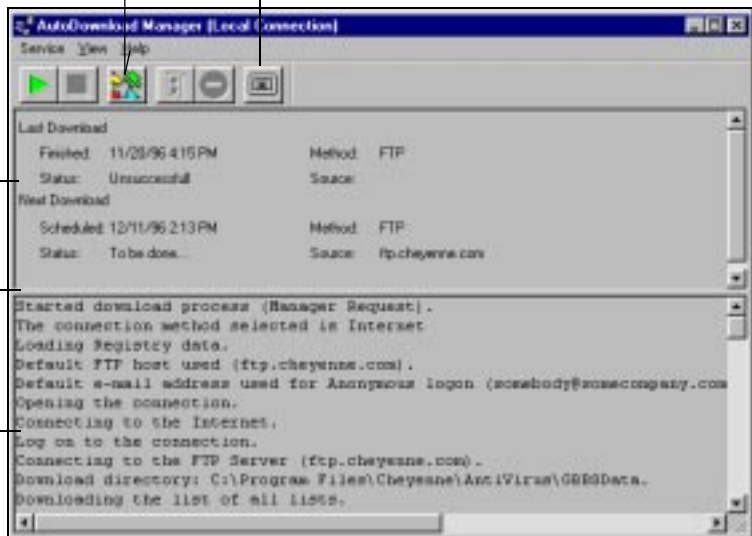 AutoDownload Manager (Local Connection)
Service View Help
Last Download
Finished: 11/20/96 4:15 PM Method: FTP
Status: Unsuccessfull Source:
Next Download
Scheduled: 12/11/96 2:13 PM Method: FTP
Status: To be done... Source: ftp.cheyenne.com
Started download process (Manager Request).
The connection method selected is Internet
Loading Registry data.
Default FTP host used (ftp.cheyenne.com).
Default e-mail address used for Anonymous logon (somebody@somecompany.com
Opening the connection.
Connecting to the Internet.
Log on to the connection.
Connecting to the FTP Server (ftp.cheyenne.com).
Download directory: C:\Program Files\Cheyenne\AntiVirus\
Downloading the list of all lists.